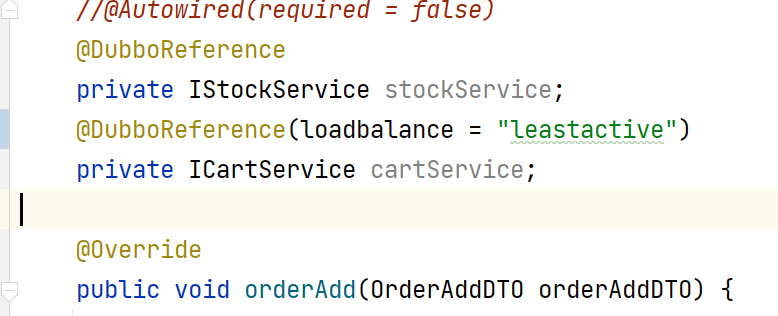 //@Autowired(required = false)
@DubboReference
private IStockService stockService;
@DubboReference(loadbalance = "leastactive")
private ICartService cartService;
@Override
public void orderAdd(OrderAddDTO orderAddDTO) {